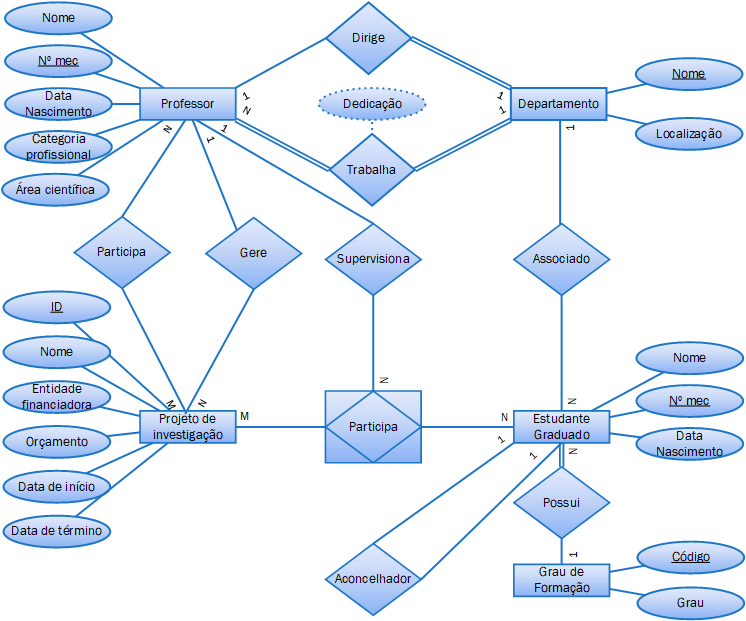 Nome
Dirige
Nº mec
Nome
1
1
Professor
Dedicação
Departamento
Data
Nascimento
N
1
1
N
1
1
Categoria
profissional
Localização
Trabalha
Área científica
Participa
Gere
Supervisiona
Associado
ID
Nome
Nome
Entidade
financiadora
N
N
Nº mec
M
N
M
N
Projeto de
investigação
Participa
Estudante
Graduado
Orçamento
1
1
N
Data
Nascimento
Data de início
Possui
Data de término
1
Código
Aconcelhador
Grau de
Formação
Grau